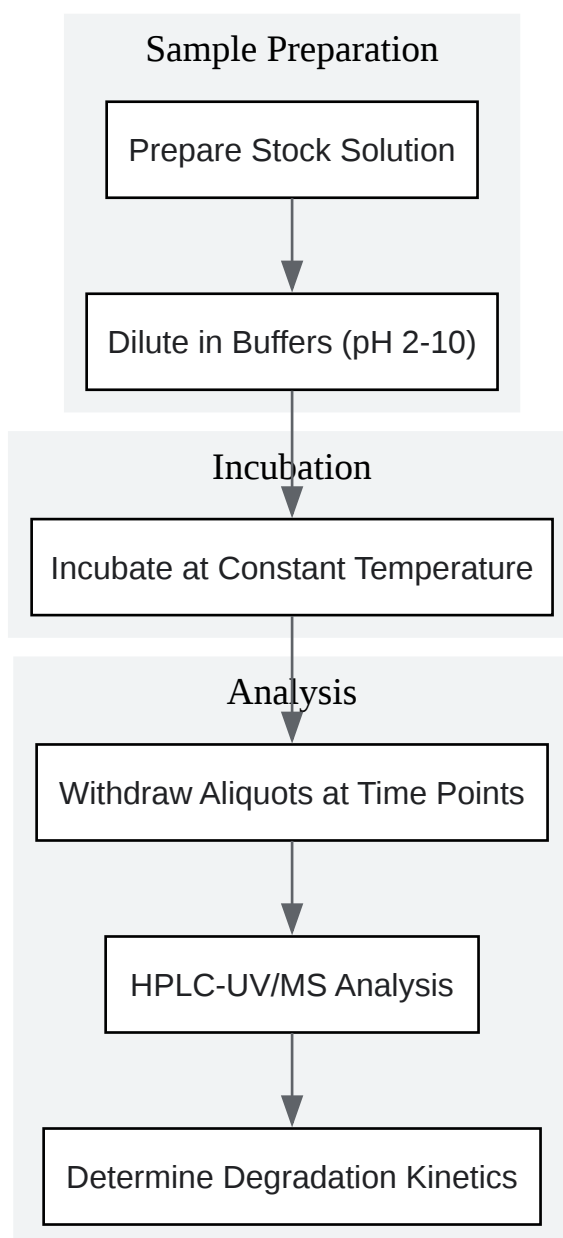 Sample Preparation
Prepare Stock Solution
Dilute in Buffers (pH 2-10)
Incubation
Incubate at Constant Temperature
Analysis
Withdraw Aliquots at Time Points
HPLC-UV/MS Analysis
Determine Degradation Kinetics